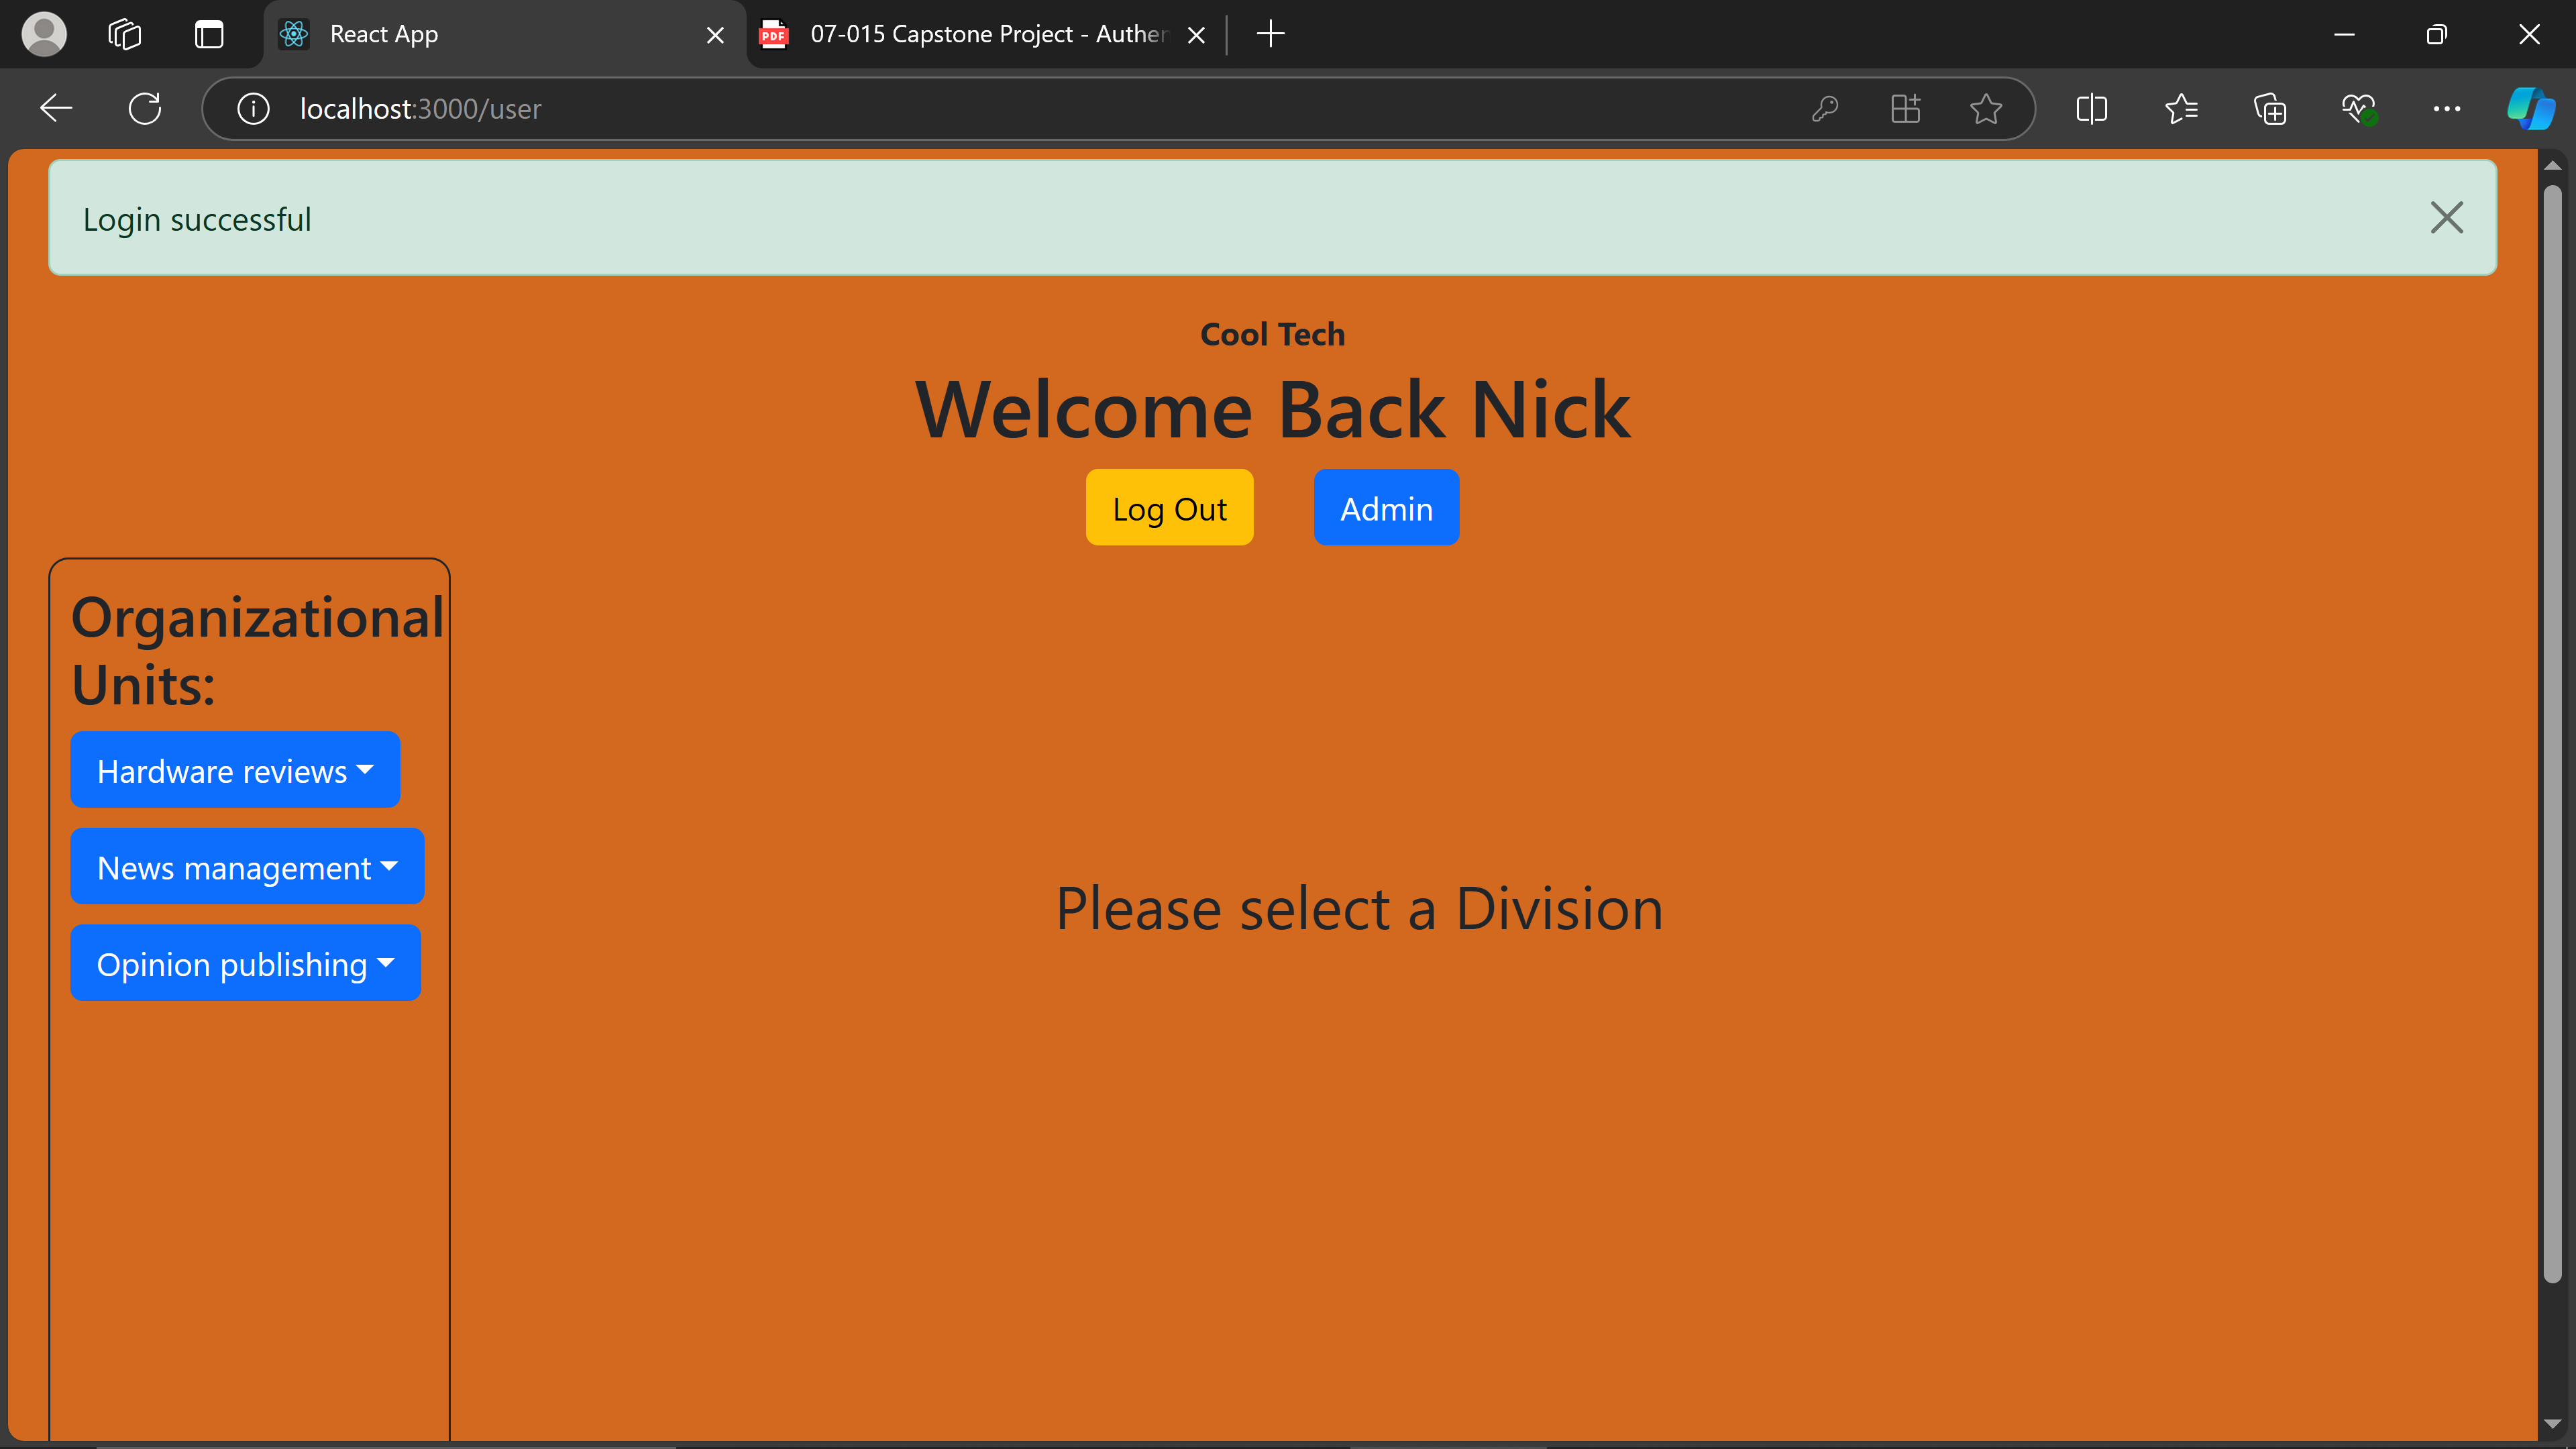 React App
07-015 Capstone Project - Authen
localhost:3000/user
Login successful
Cool Tech
Welcome Back Nick
Log Out
Admin
Organizational
Units:
Hardware reviews
News management
Opinion publishing
Please select a Division